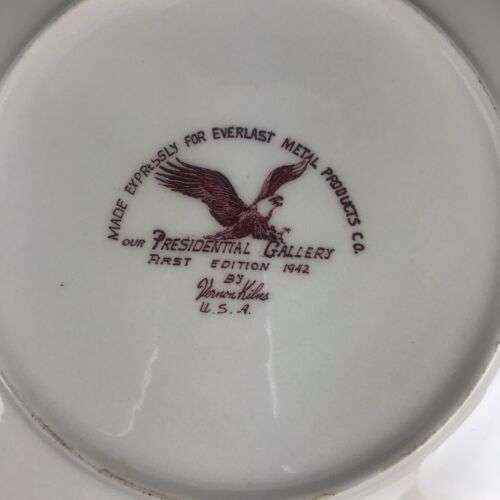 MADE EXPRESSLY FOR EVERLAST METAL PRODUCTS CO.
OUR PRESIDENTIAL GALLERY
FIRST EDITION 1942
BY
Vernon Kilns
U.S.A.